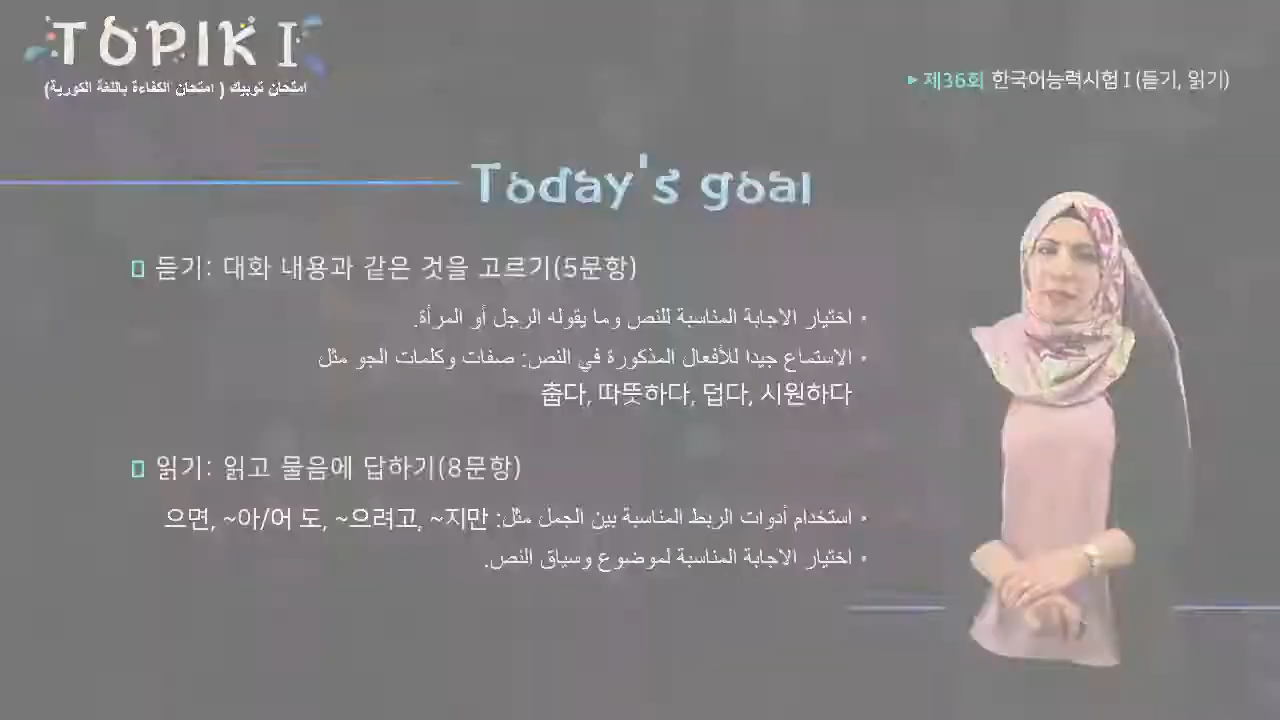 TOPIK I
امتحان توبيك ( امتحان الكفاءة باللغة الكورية)
▶ 제36회 한국어능력시험 I (듣기, 읽기)
Today's goal
듣기: 대화 내용과 같은 것을 고르기(5문항)
• اختيار الاجابة المناسبة للنص وما يقوله الرجل أو المرأة.
• الاستماع جيدا للأفعال المذكورة في النص: صفات وكلمات الجو مثل
춥다, 따뜻하다, 덥다, 시원하다
읽기: 읽고 물음에 답하기(8문항)
• استخدام أدوات الربط المناسبة بين الجمل مثل: 으면, ~아/어 도, ~으려고, ~지만
• اختيار الاجابة المناسبة لموضوع وسياق النص.